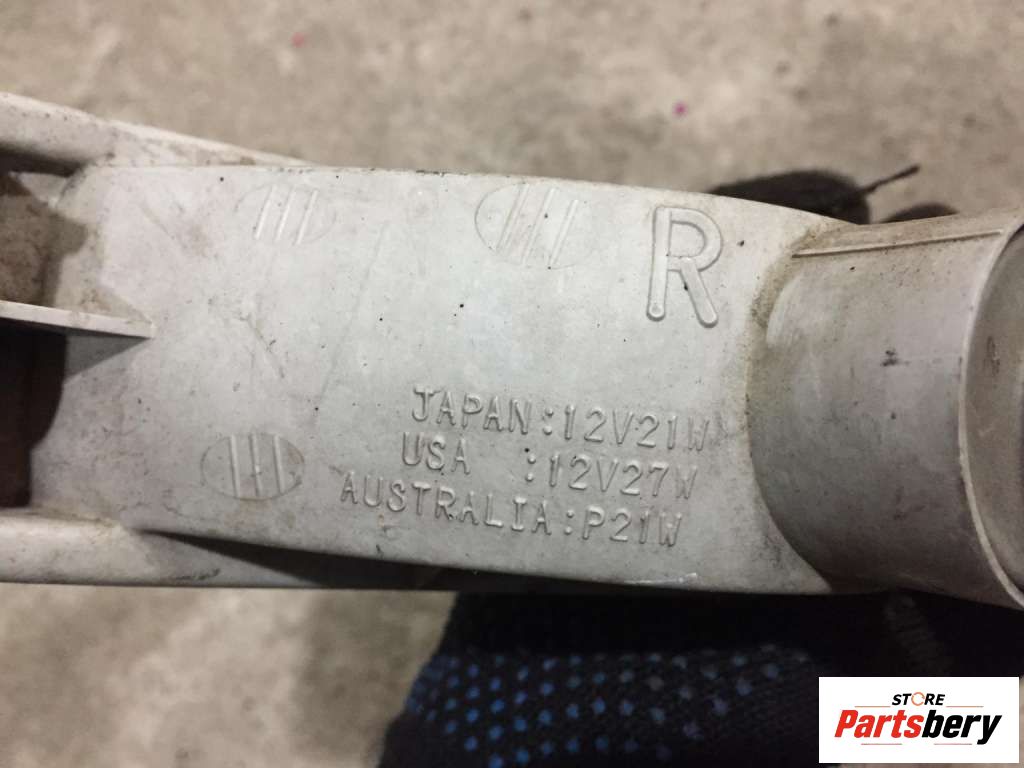 R
JAPAN:12V21W
USA :12V27W
AUSTRALIA:P21W
STORE
Partsbery